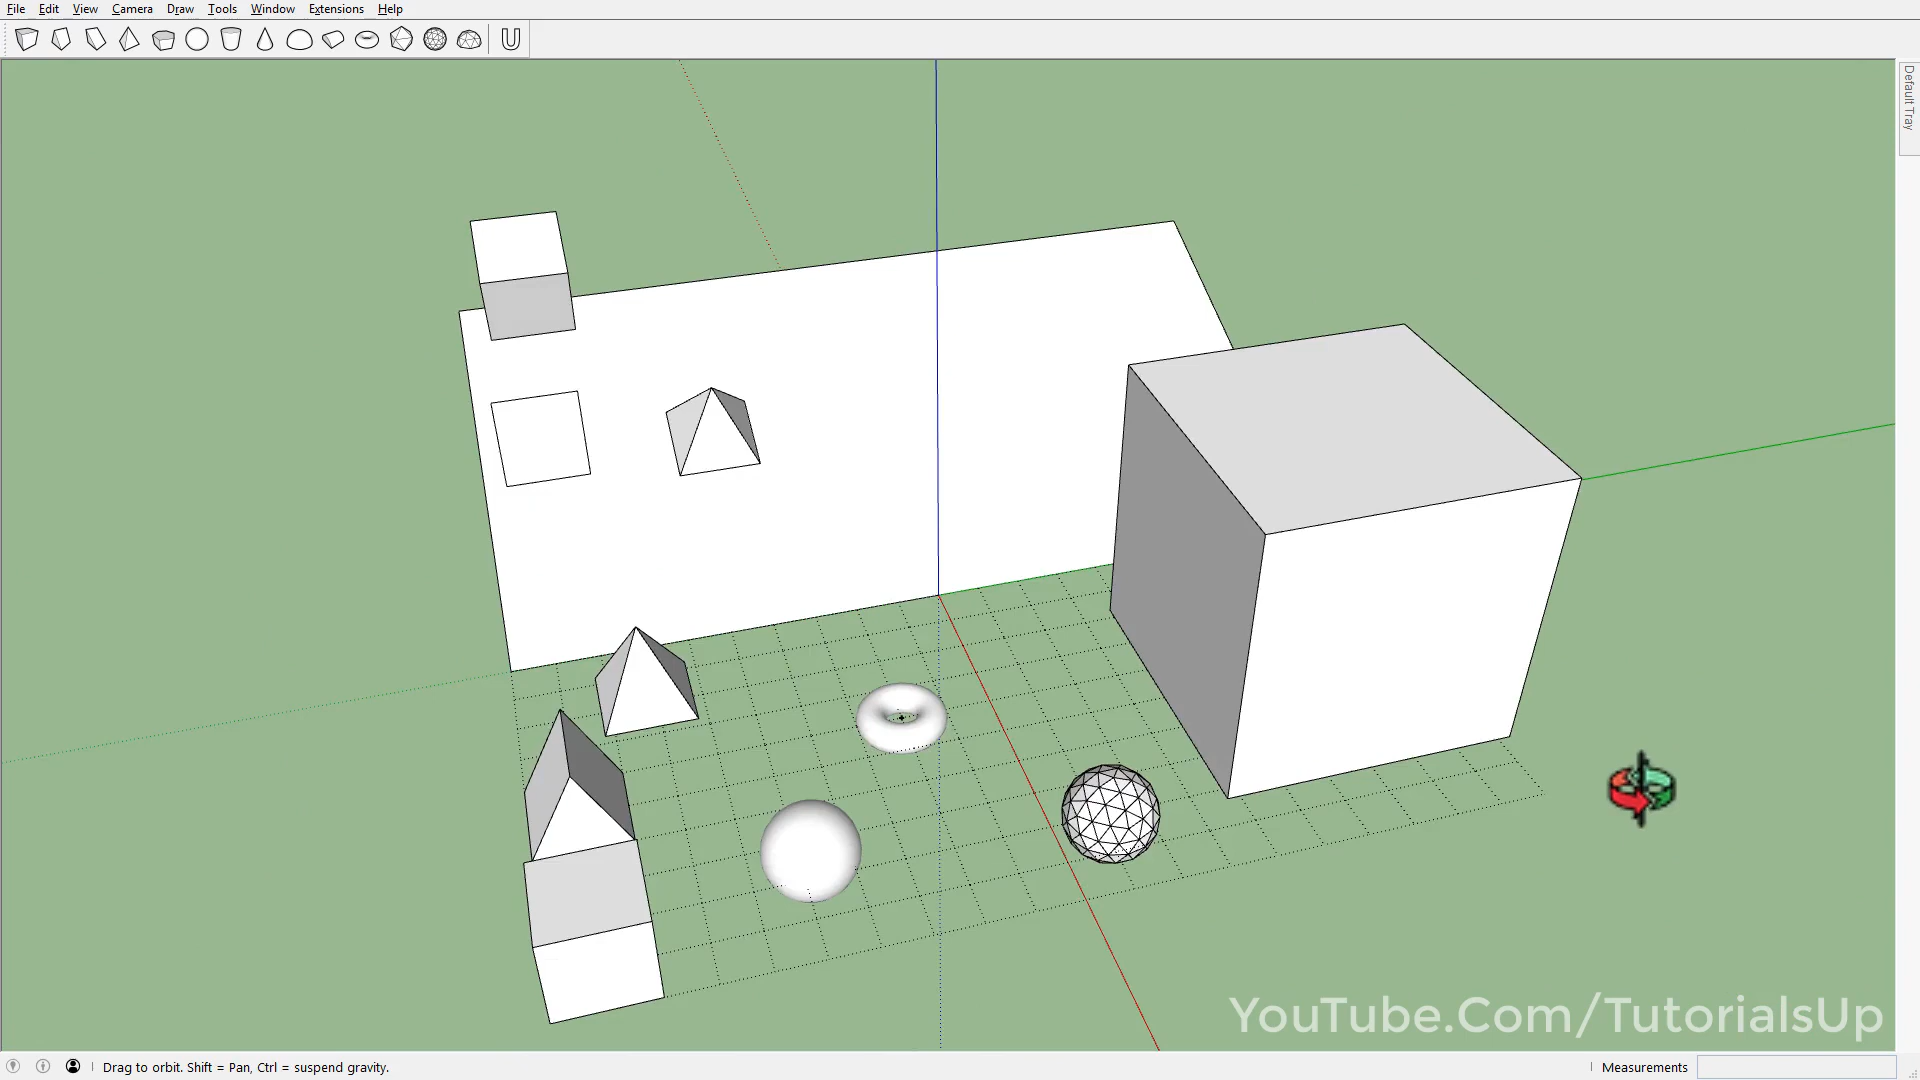 File Edit View Camera Draw Tools Window Extensions Help
Default Tray
YouTube.Com/TutorialsUp
Drag to orbit. Shift = Pan, Ctrl = suspend gravity.
Measurements